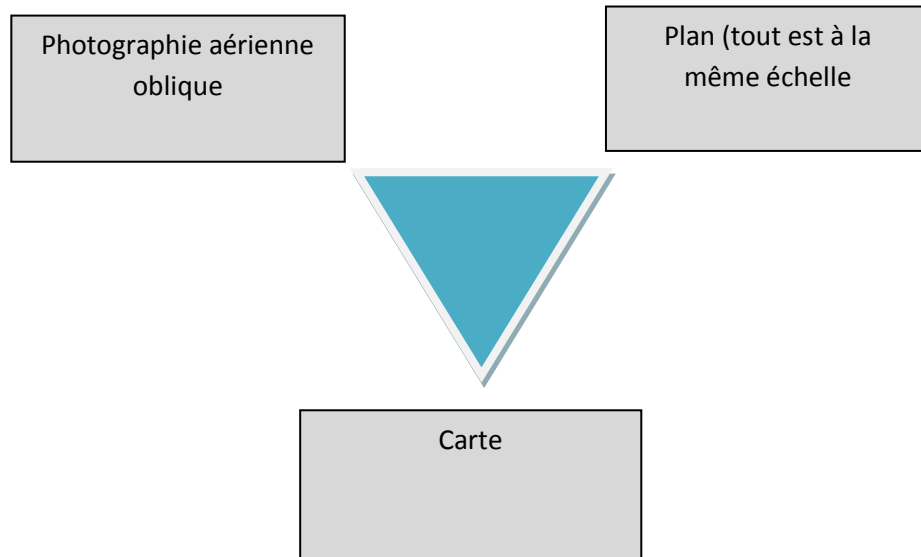 Photographie aérienne
oblique
Plan (tout est à la
même échelle
Carte